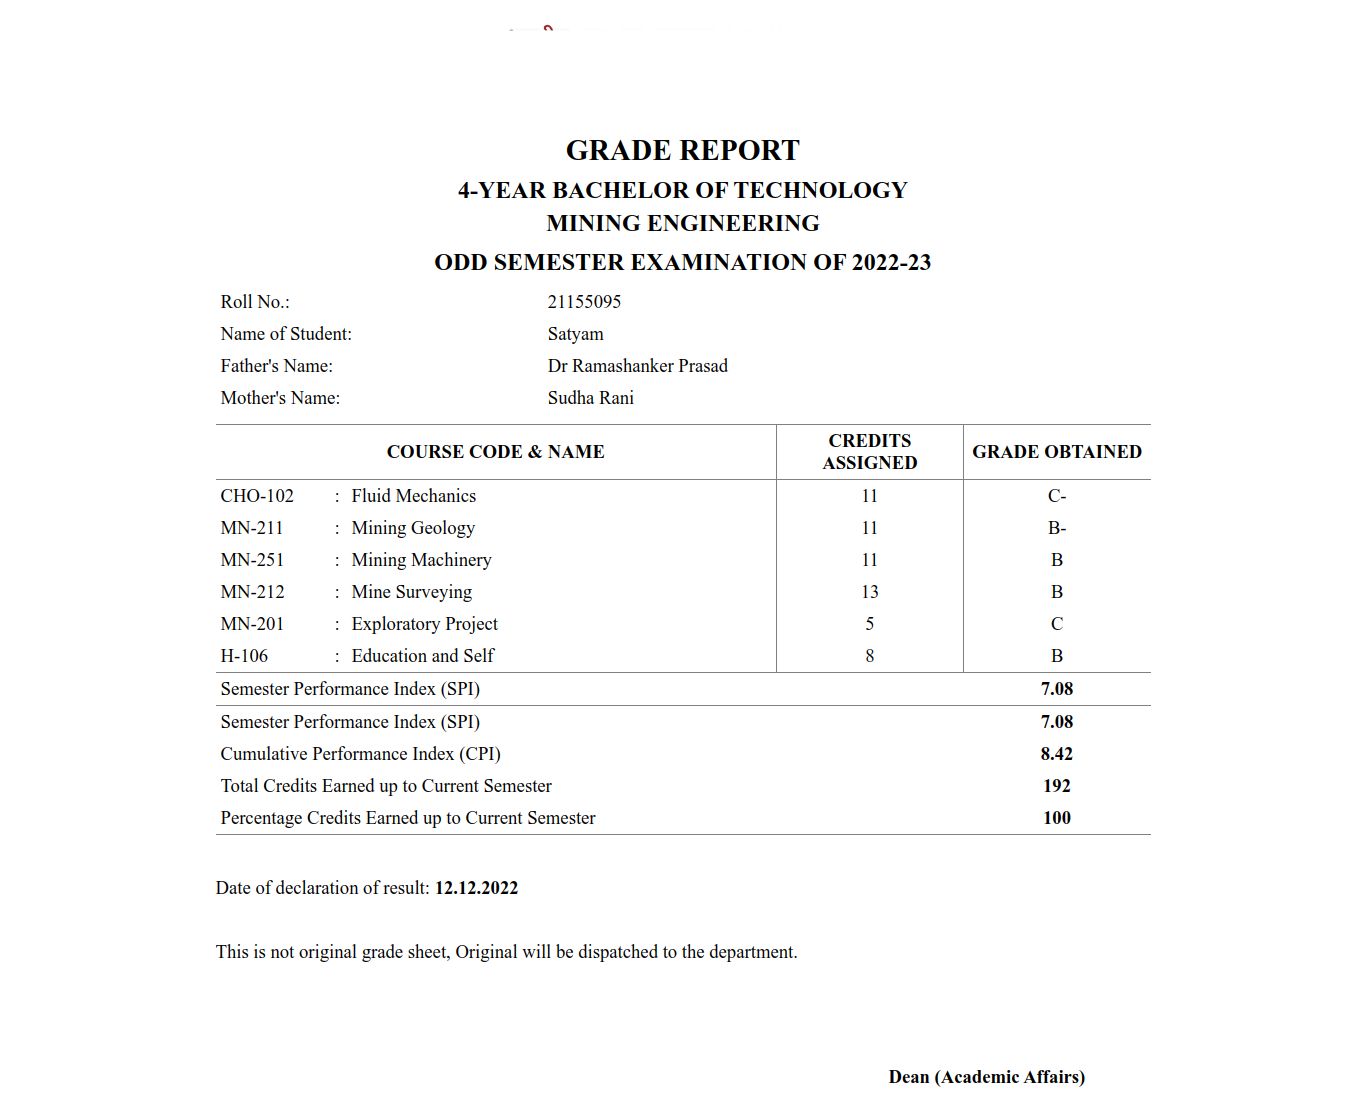 GRADE REPORT
4-YEAR BACHELOR OF TECHNOLOGY
MINING ENGINEERING
ODD SEMESTER EXAMINATION OF 2022-23
Roll No.: 21155095
Name of Student: Satyam
Father's Name: Dr Ramashanker Prasad
Mother's Name: Sudha Rani
COURSE CODE & NAME CREDITS ASSIGNED GRADE OBTAINED
CHO-102 : Fluid Mechanics 11 C-
MN-211 : Mining Geology 11 B-
MN-251 : Mining Machinery 11 B
MN-212 : Mine Surveying 13 B
MN-201 : Exploratory Project 5 C
H-106 : Education and Self 8 B
Semester Performance Index (SPI) 7.08
Semester Performance Index (SPI) 7.08
Cumulative Performance Index (CPI) 8.42
Total Credits Earned up to Current Semester 192
Percentage Credits Earned up to Current Semester 100
Date of declaration of result: 12.12.2022
This is not original grade sheet, Original will be dispatched to the department.
Dean (Academic Affairs)